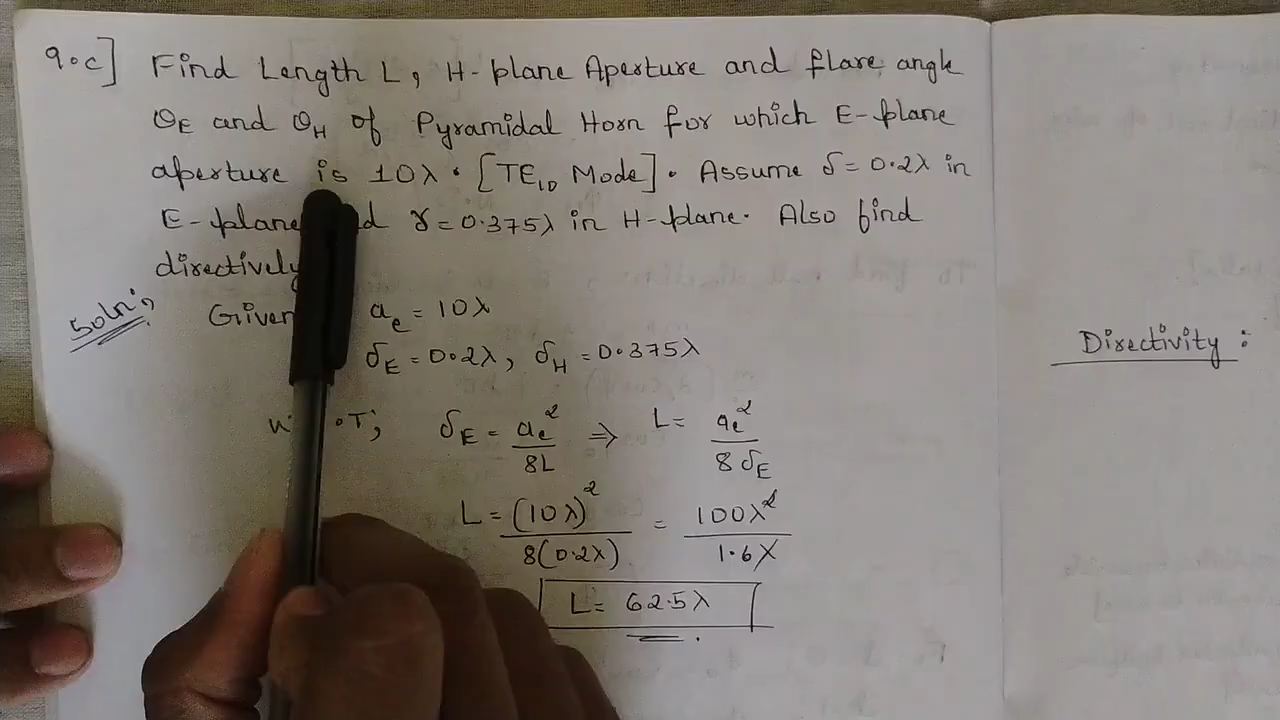 9.c] Find Length L, H-plane Aperture and flare angle
θE and θH of Pyramidal Horn for which E-plane
aperture is 10λ. [TE10 Mode]. Assume δ = 0.2λ in
E-plane d γ = 0.375λ in H-plane. Also find
directively
Soln:, Given ae = 10λ
δE = 0.2λ, δH = 0.375λ
W .T; δE = ae²/8L ⇒ L = ae²/8δE
L = (10λ)²/8(0.2λ) = 100λ²/1.6λ
L = 62.5λ
Directivity :